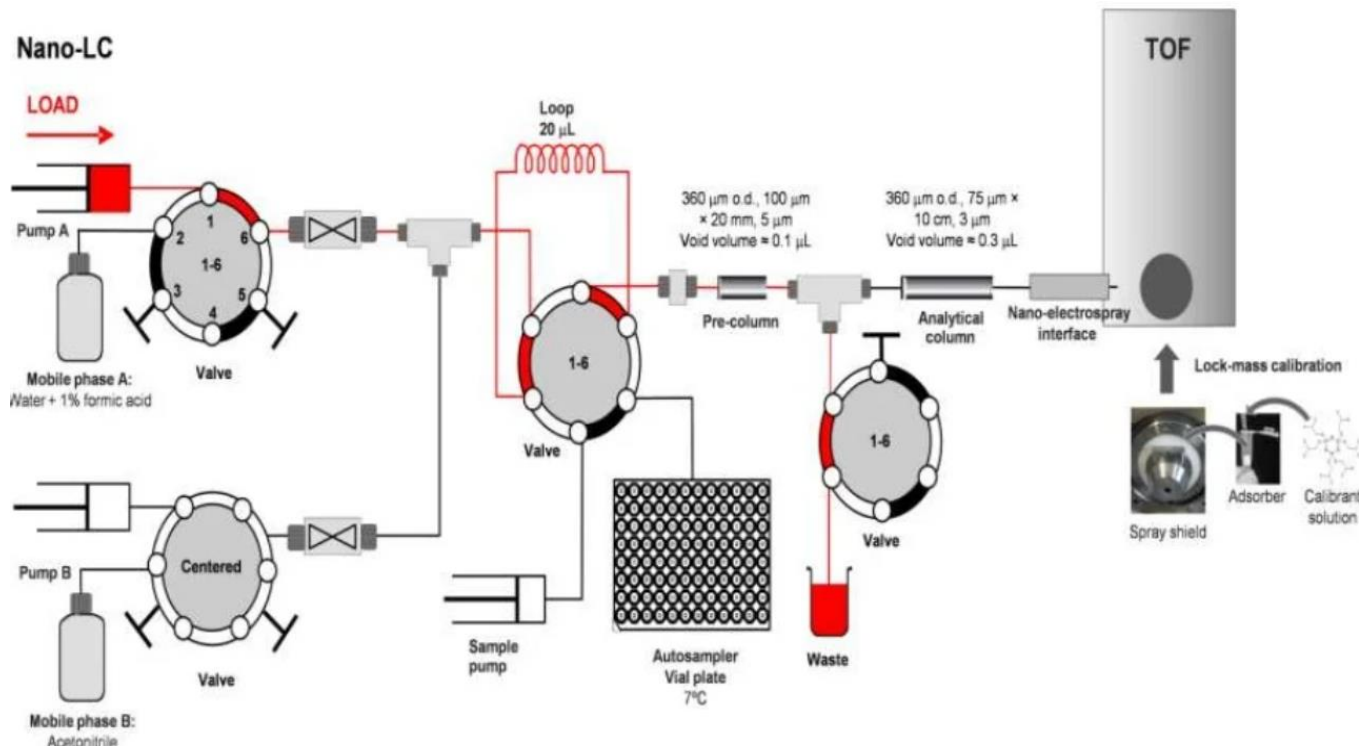 Nano-LC
TOF
LOAD
Loop
20 µL
360 µm o.d., 100 µm
× 20 mm, 5 µm
Void volume ≈ 0.1 µL
360 µm o.d., 75 µm ×
10 cm, 3 µm
Void volume ≈ 0.3 µL
Pump A
1
2
6
1-6
3
5
4
Valve
Mobile phase A:
Water + 1% formic acid
1-6
Valve
Pre-column
Analytical
column
Nano-electrospray
interface
Lock-mass calibration
1-6
Valve
Spray shield
Adsorber
Calibrant
solution
Pump B
Centered
Valve
Mobile phase B:
Acetonitrile
Sample
pump
Autosampler
Vial plate
7ºC
Waste